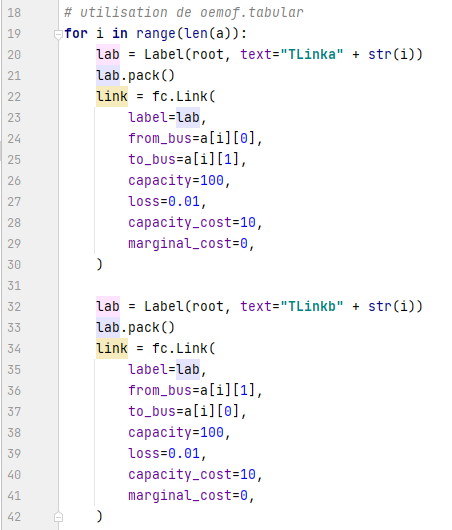 18 # utilisation de oemof.tabular
19 for i in range(len(a)):
20     lab = Label(root, text="TLinka" + str(i))
21     lab.pack()
22     link = fc.Link(
23         label=lab,
24         from_bus=a[i][0],
25         to_bus=a[i][1],
26         capacity=100,
27         loss=0.01,
28         capacity_cost=10,
29         marginal_cost=0,
30     )
31
32     lab = Label(root, text="TLinkb" + str(i))
33     lab.pack()
34     link = fc.Link(
35         label=lab,
36         from_bus=a[i][1],
37         to_bus=a[i][0],
38         capacity=100,
39         loss=0.01,
40         capacity_cost=10,
41         marginal_cost=0,
42     )